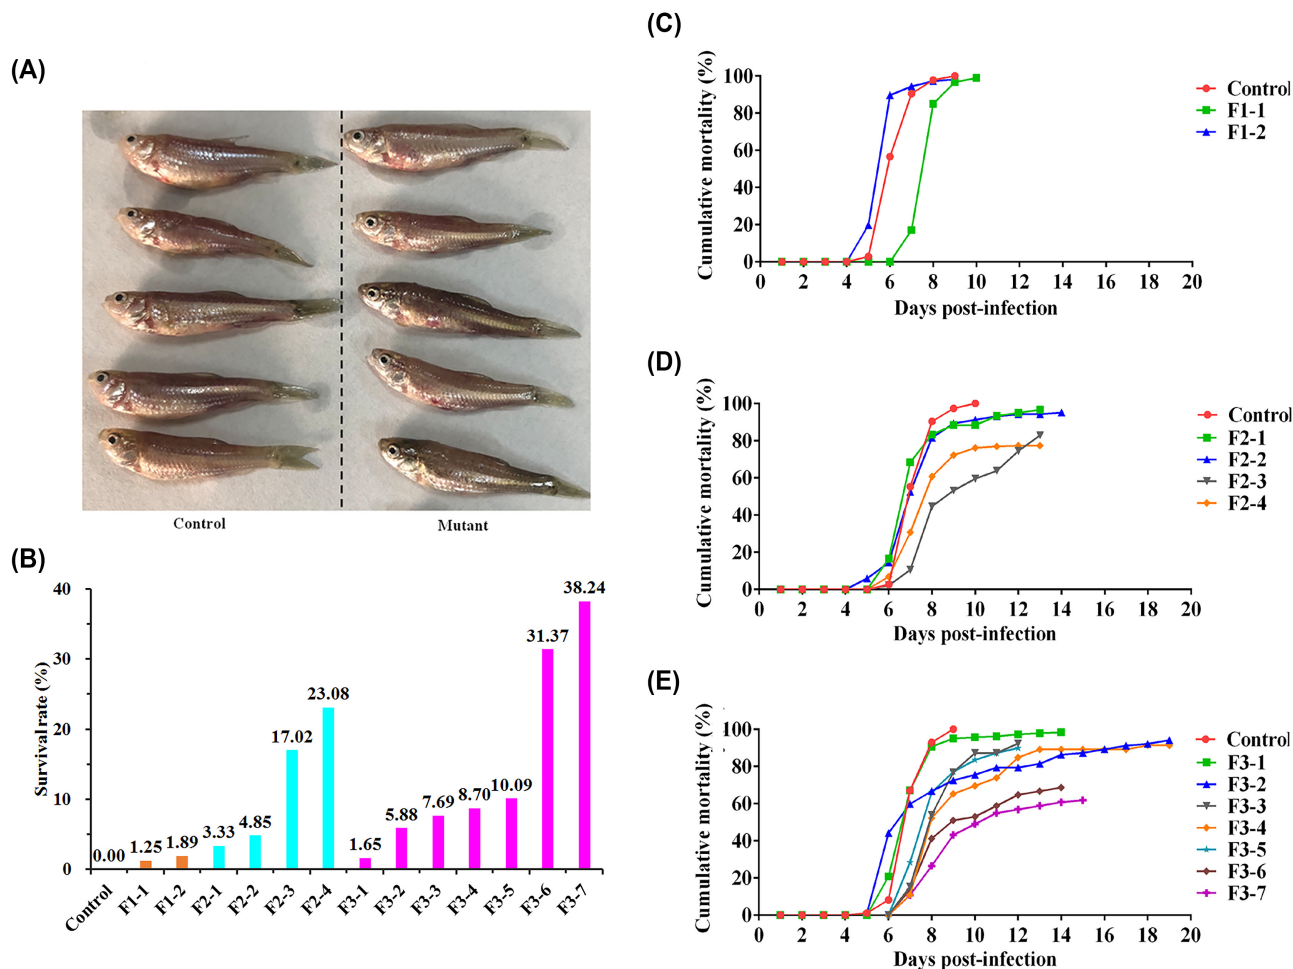 (A)
Control
Mutant
(B)
Survival rate (%)
40
30
20
10
0
0.00
1.25
1.89
3.33
4.85
17.02
23.08
1.65
5.88
7.69
8.70
10.09
31.37
38.24
Control
F1-1
F1-2
F2-1
F2-2
F2-3
F2-4
F3-1
F3-2
F3-3
F3-4
F3-5
F3-6
F3-7
(C)
Cumulative mortality (%)
100
80
60
40
20
0
0 2 4 6 8 10 12 14 16 18 20
Days post-infection
Control
F1-1
F1-2
(D)
Cumulative mortality (%)
100
80
60
40
20
0
0 2 4 6 8 10 12 14 16 18 20
Days post-infection
Control
F2-1
F2-2
F2-3
F2-4
(E)
Cumulative mortality (%)
100
80
60
40
20
0
0 2 4 6 8 10 12 14 16 18 20
Days post-infection
Control
F3-1
F3-2
F3-3
F3-4
F3-5
F3-6
F3-7